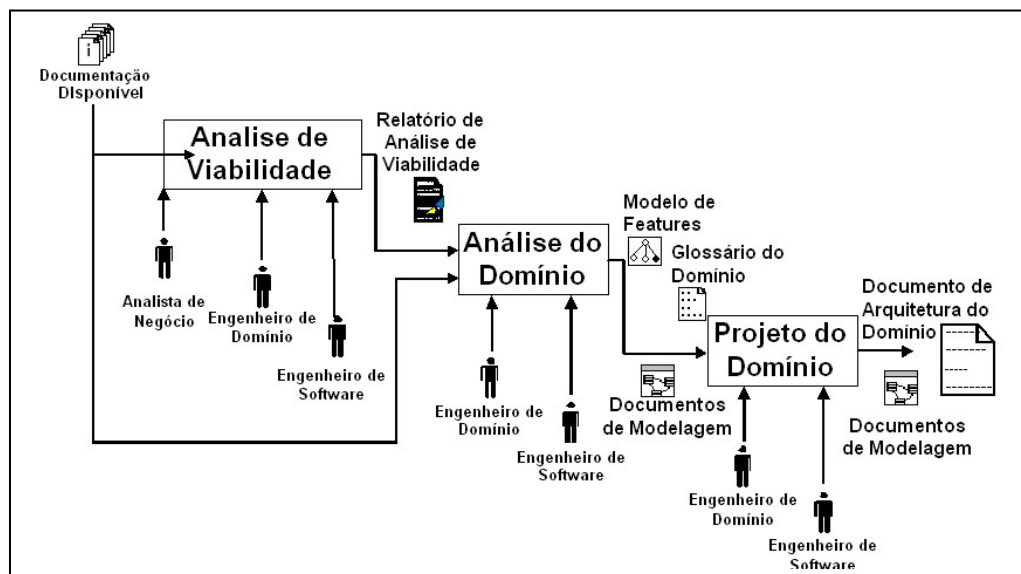 i
Documentação
Disponível
Analise de
Viabilidade
Relatório de
Análise de
Viabilidade
Analista de
Negócio
Engenheiro de
Domínio
Engenheiro de
Software
Análise do
Domínio
Modelo de
Features
Glossário do
Domínio
Engenheiro de
Domínio
Engenheiro de
Software
Documentos
de Modelagem
Projeto do
Domínio
Documento de
Arquitetura do
Domínio
Documentos
de Modelagem
Engenheiro de
Domínio
Engenheiro de
Software